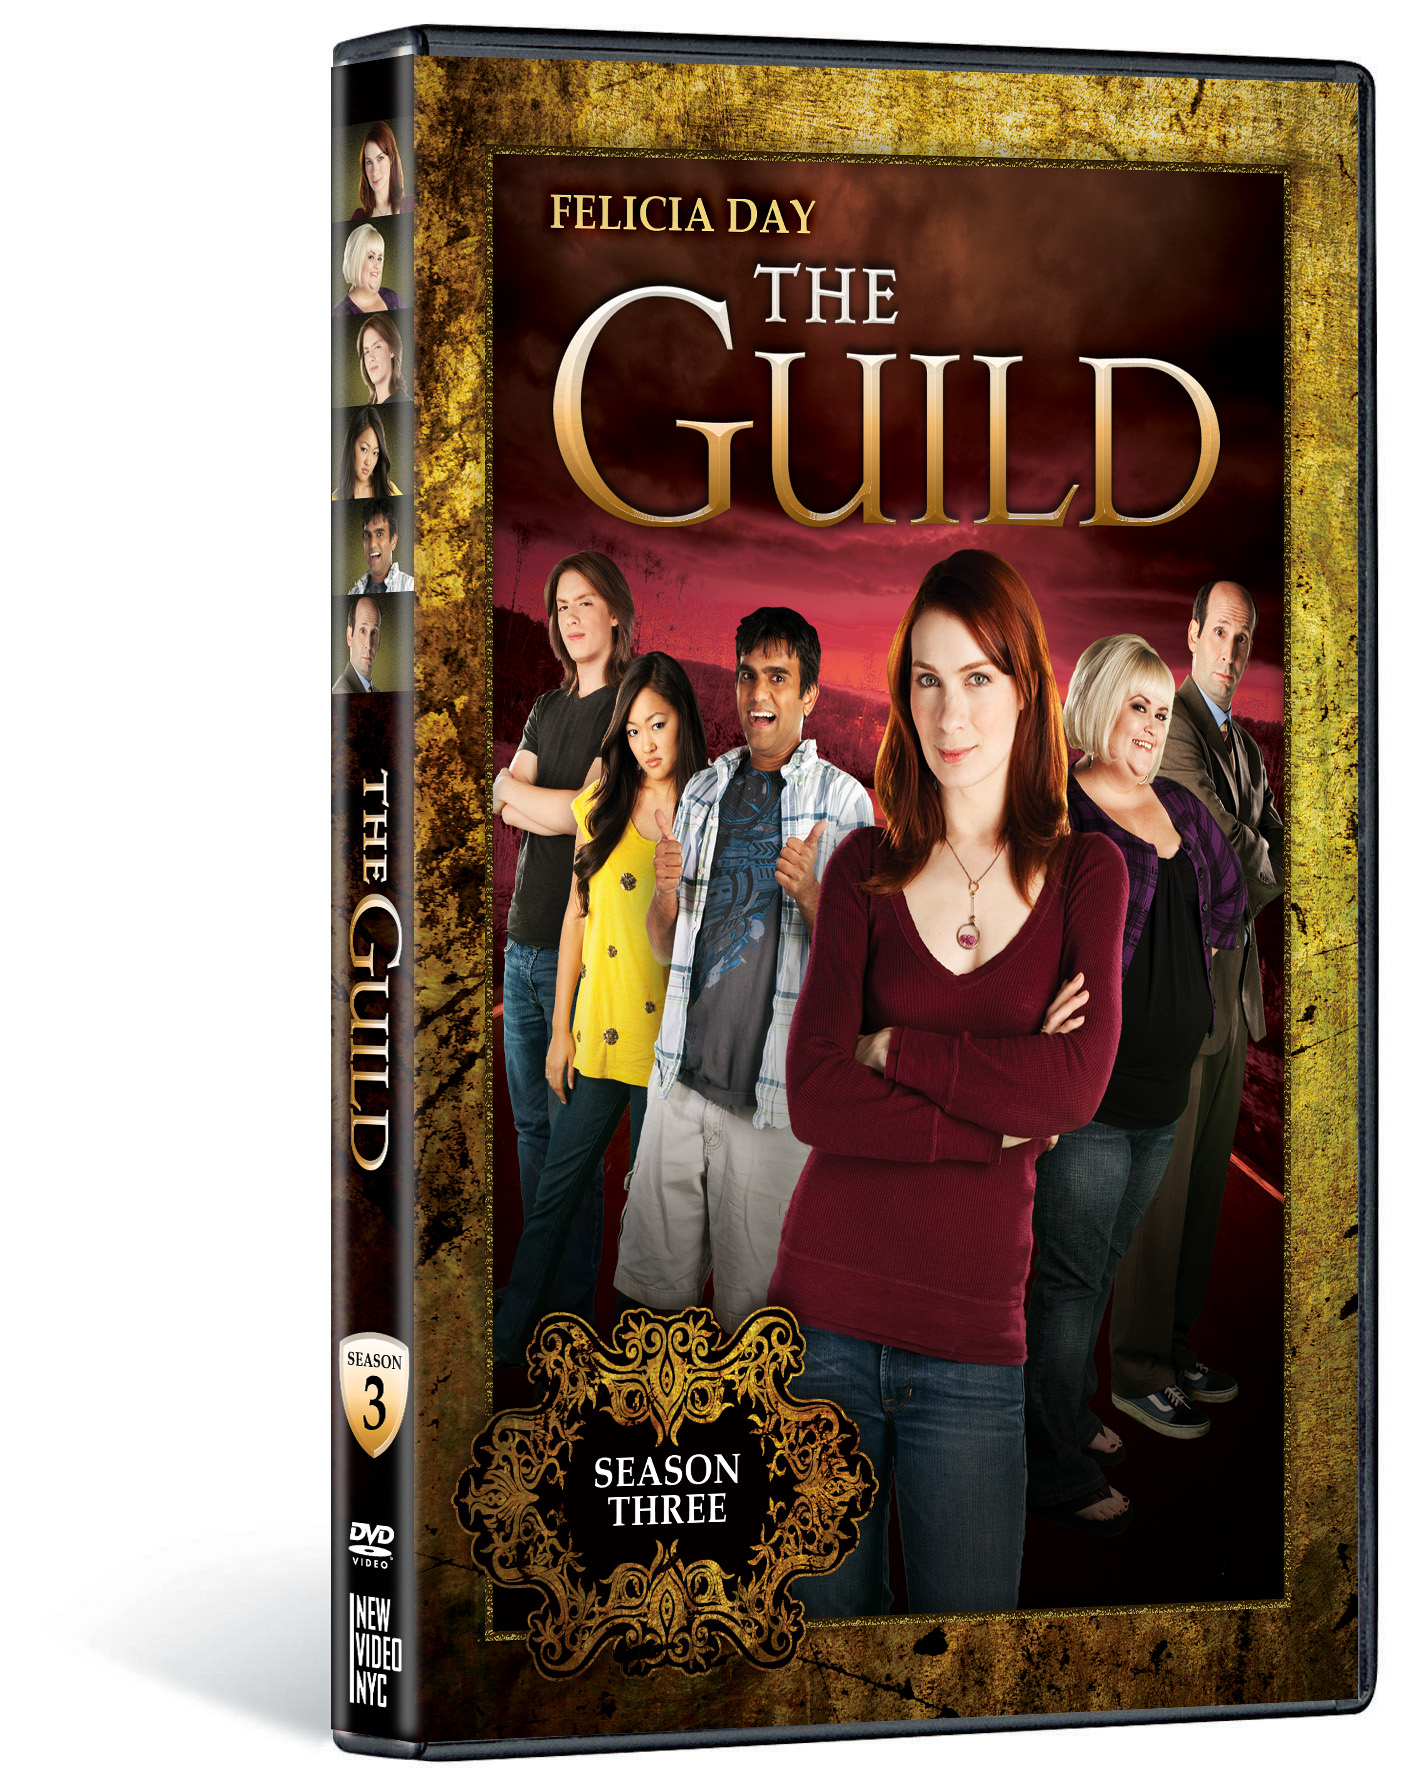 FELICIA DAY
THE
GUILD
SEASON
THREE
THE GUILD
SEASON
3
DVD
VIDEO
NEW
VIDEO
NYC